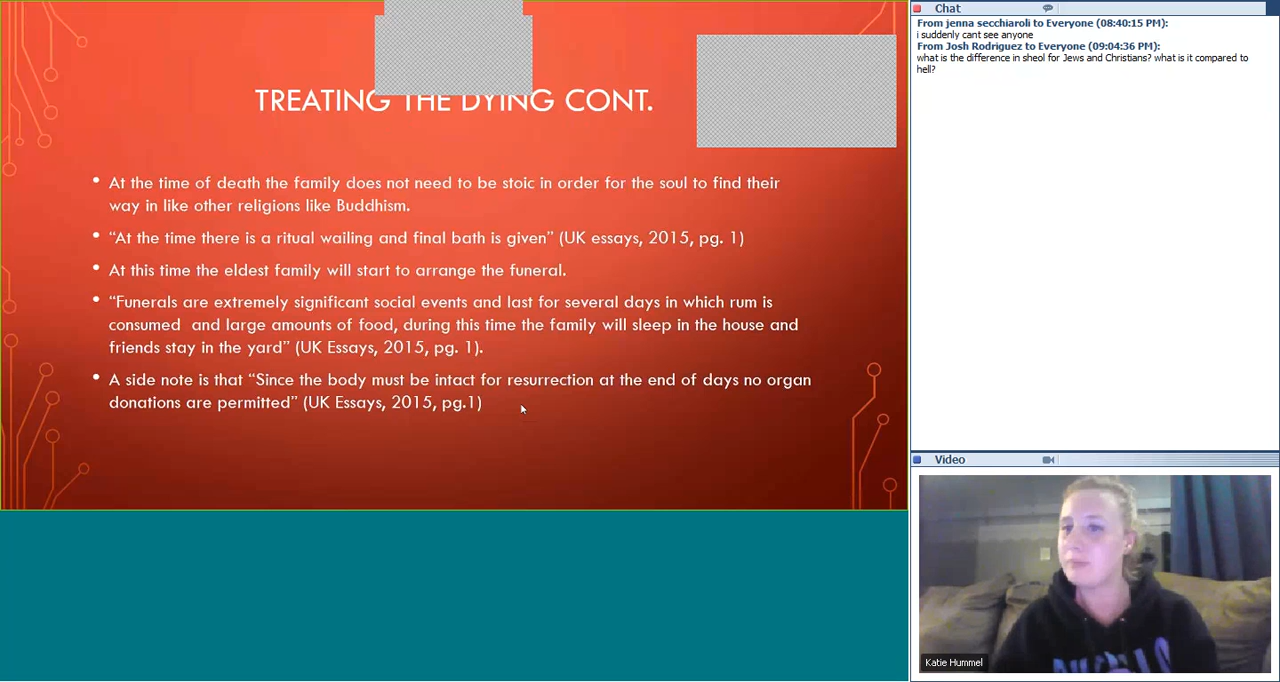 TREATING THE DYING CONT.
• At the time of death the family does not need to be stoic in order for the soul to find their
way in like other religions like Buddhism.
• “At the time there is a ritual wailing and final bath is given” (UK essays, 2015, pg. 1)
• At this time the eldest family will start to arrange the funeral.
• “Funerals are extremely significant social events and last for several days in which rum is
consumed and large amounts of food, during this time the family will sleep in the house and
friends stay in the yard” (UK Essays, 2015, pg. 1).
• A side note is that “Since the body must be intact for resurrection at the end of days no organ
donations are permitted” (UK Essays, 2015, pg.1)
Chat
From jenna secchiaroli to Everyone (08:40:15 PM):
i suddenly cant see anyone
From Josh Rodriguez to Everyone (09:04:36 PM):
what is the difference in sheol for Jews and Christians? what is it compared to
hell?
Video
Katie Hummel